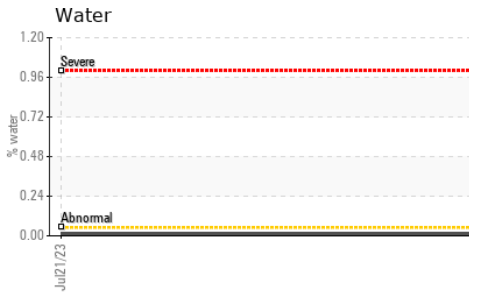 Water
1.20
Severe
0.96
0.72
% water
0.48
0.24
Abnormal
0.00
Jul21/23